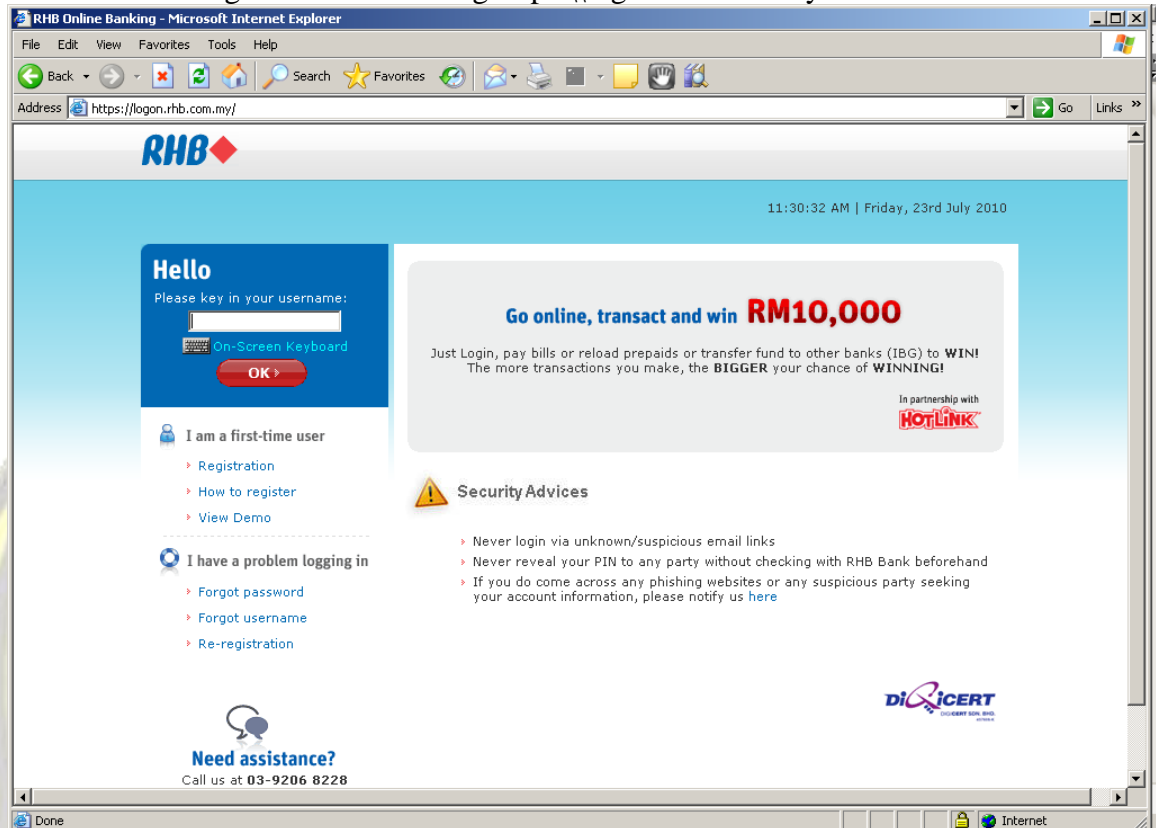 RHB Online Banking - Microsoft Internet Explorer
File Edit View Favorites Tools Help
Back Search Favorites
Address https://logon.rhb.com.my/ Go Links »
RHB
11:30:32 AM | Friday, 23rd July 2010
Hello
Please key in your username:
On-Screen Keyboard
OK
Go online, transact and win RM10,000
Just Login, pay bills or reload prepaids or transfer fund to other banks (IBG) to WIN!
The more transactions you make, the BIGGER your chance of WINNING!
In partnership with
HOTLINK
I am a first-time user
Registration
How to register
View Demo
I have a problem logging in
Forgot password
Forgot username
Re-registration
Security Advices
Never login via unknown/suspicious email links
Never reveal your PIN to any party without checking with RHB Bank beforehand
If you do come across any phishing websites or any suspicious party seeking
your account information, please notify us here
DIGICERT
DIGICERT SDN. BHD.
Need assistance?
Call us at 03-9206 8228
Done Internet